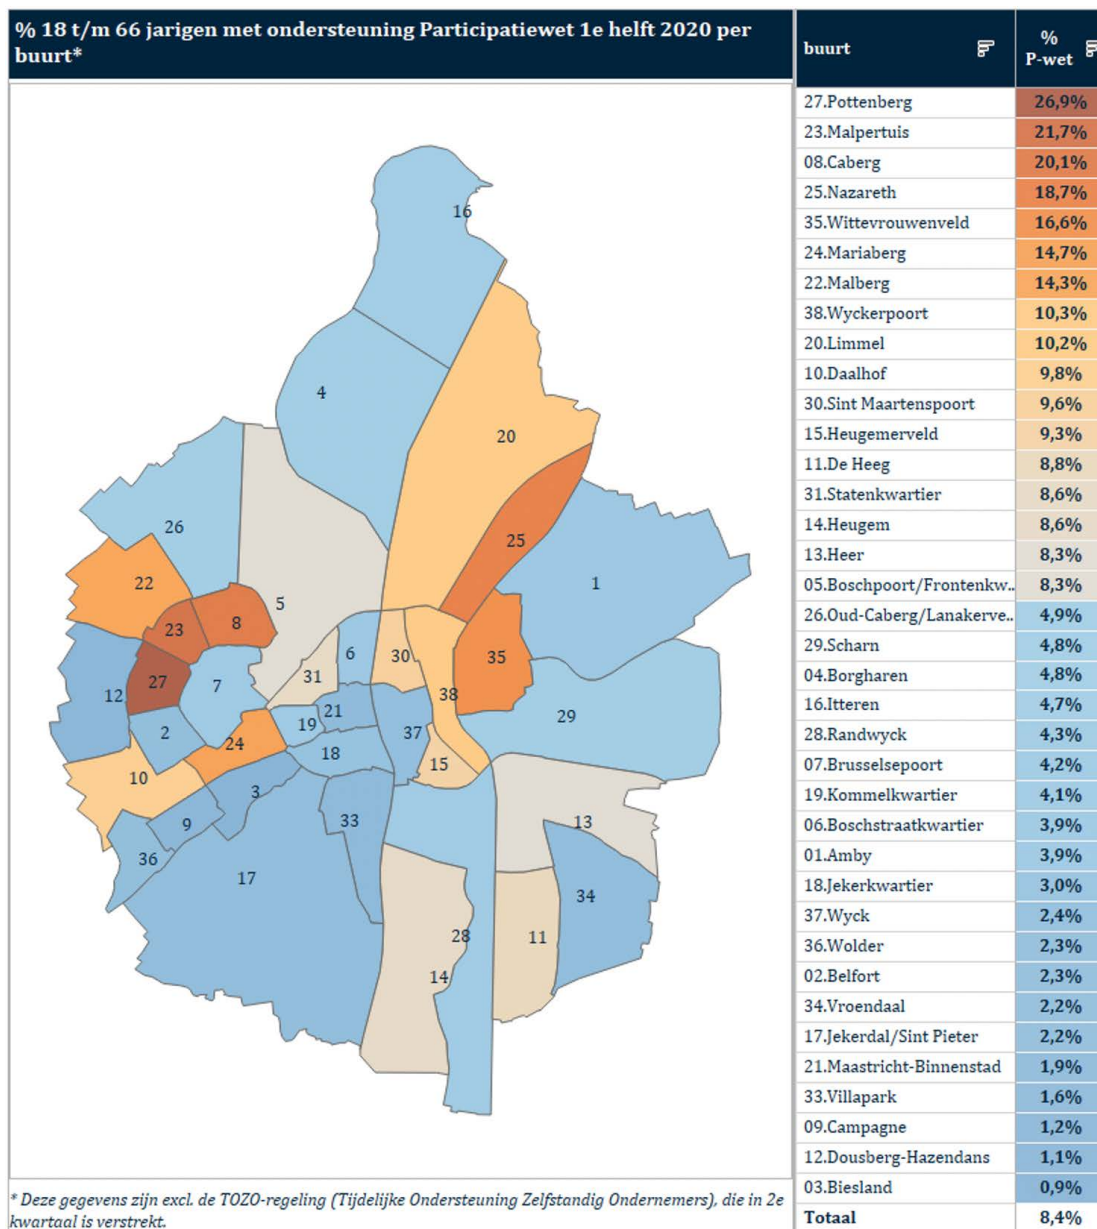 % 18 t/m 66 jarigen met ondersteuning Participatiewet 1e helft 2020 per
buurt*
16
4
20
26
25
22
1
5
23
8
6
30
35
31
27
7
12
38
21
29
19
37
2
24
18
15
10
3
33
9
13
36
17
34
28
11
14
* Deze gegevens zijn excl. de TOZO-regeling (Tijdelijke Ondersteuning Zelfstandig Ondernemers), die in 2e
kwartaal is verstrekt.
buurt % P-wet
27.Pottenberg 26,9%
23.Malpertuis 21,7%
08.Caberg 20,1%
25.Nazareth 18,7%
35.Wittevrouwenveld 16,6%
24.Mariaberg 14,7%
22.Malberg 14,3%
38.Wyckerpoort 10,3%
20.Limmel 10,2%
10.Daalhof 9,8%
30.Sint Maartenspoort 9,6%
15.Heugemerveld 9,3%
11.De Heeg 8,8%
31.Statenkwartier 8,6%
14.Heugem 8,6%
13.Heer 8,3%
05.Boschpoort/Frontenkw.. 8,3%
26.Oud-Caberg/Lanakerve.. 4,9%
29.Scharn 4,8%
04.Borgharen 4,8%
16.Itteren 4,7%
28.Randwyck 4,3%
07.Brusselsepoort 4,2%
19.Kommelkwartier 4,1%
06.Boschstraatkwartier 3,9%
01.Amby 3,9%
18.Jekerkwartier 3,0%
37.Wyck 2,4%
36.Wolder 2,3%
02.Belfort 2,3%
34.Vroendaal 2,2%
17.Jekerdal/Sint Pieter 2,2%
21.Maastricht-Binnenstad 1,9%
33.Villapark 1,6%
09.Campagne 1,2%
12.Dousberg-Hazendans 1,1%
03.Biesland 0,9%
Totaal 8,4%